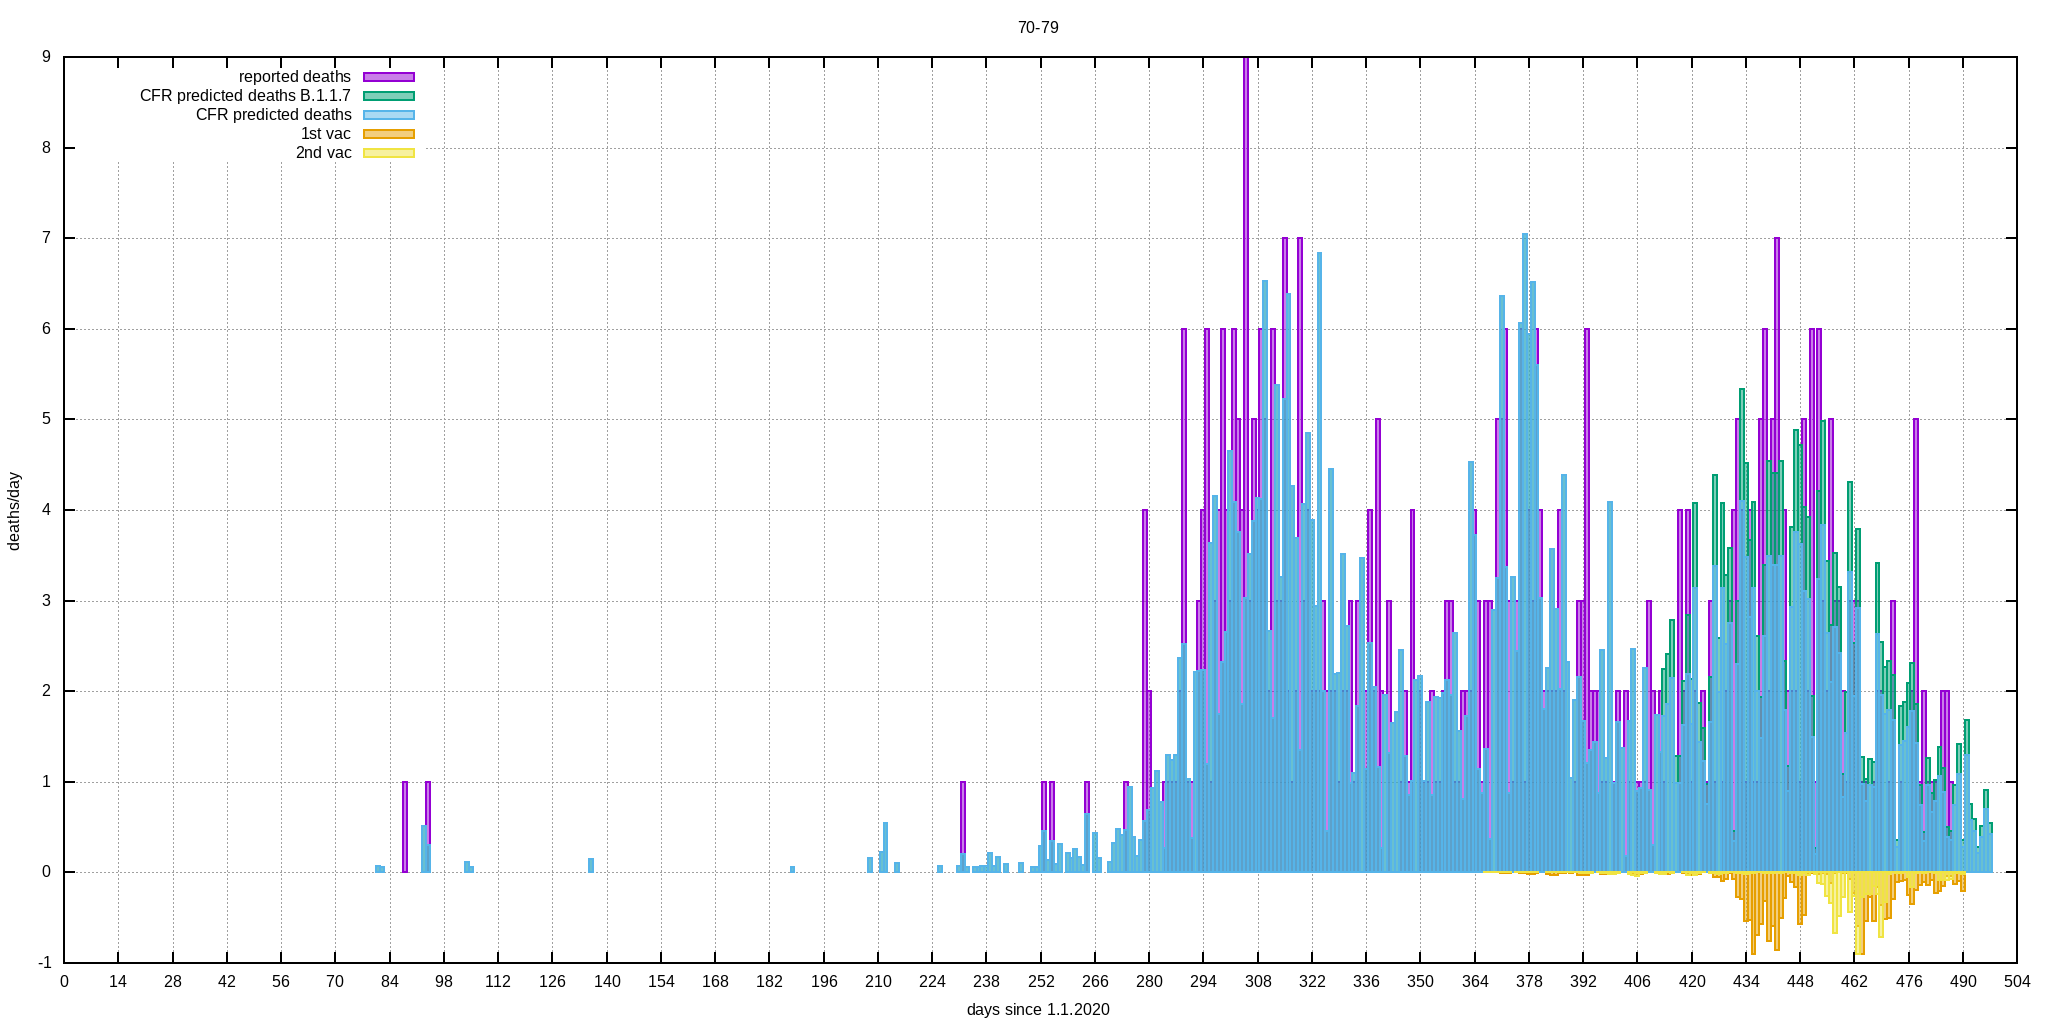 70-79
reported deaths
CFR predicted deaths B.1.1.7
CFR predicted deaths
1st vac
2nd vac
9
8
7
6
5
4
3
2
1
0
-1
deaths/day
0 14 28 42 56 70 84 98 112 126 140 154 168 182 196 210 224 238 252 266 280 294 308 322 336 350 364 378 392 406 420 434 448 462 476 490 504
days since 1.1.2020